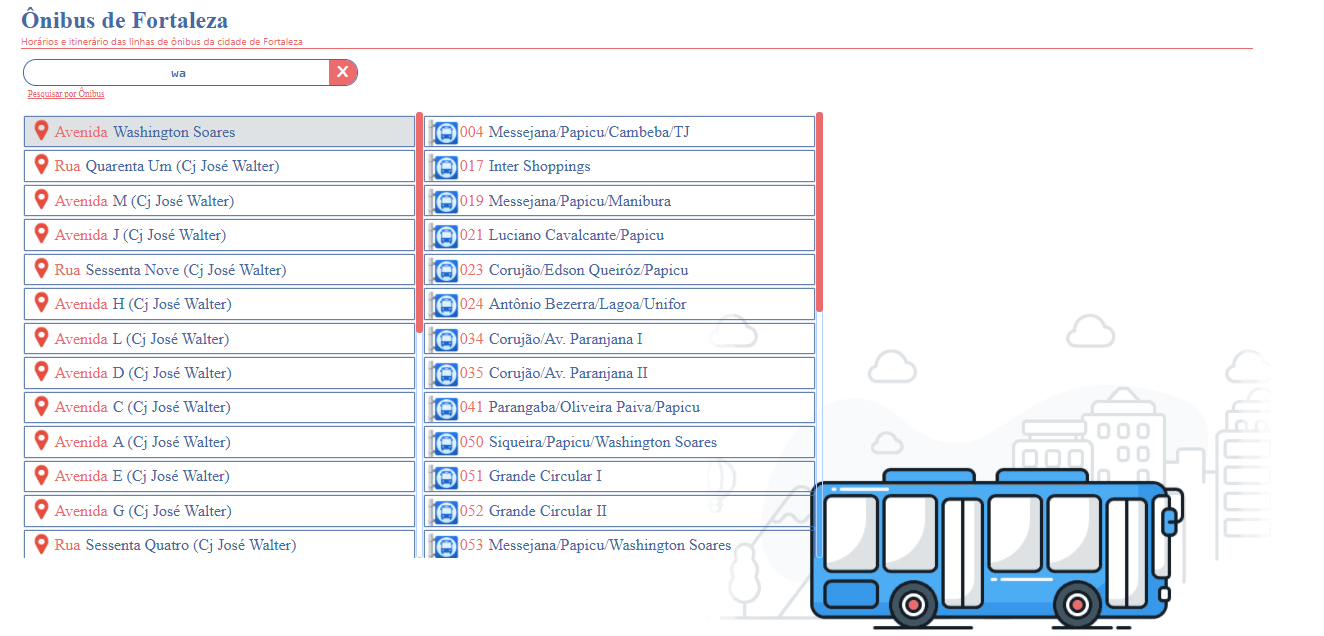 Ônibus de Fortaleza
Horários e itinerário das linhas de ônibus da cidade de Fortaleza
wa
X
Pesquisar por Ônibus
Avenida Washington Soares
Rua Quarenta Um (Cj José Walter)
Avenida M (Cj José Walter)
Avenida J (Cj José Walter)
Rua Sessenta Nove (Cj José Walter)
Avenida H (Cj José Walter)
Avenida L (Cj José Walter)
Avenida D (Cj José Walter)
Avenida C (Cj José Walter)
Avenida A (Cj José Walter)
Avenida E (Cj José Walter)
Avenida G (Cj José Walter)
Rua Sessenta Quatro (Cj José Walter)
004 Messejana/Papicu/Cambeba/TJ
017 Inter Shoppings
019 Messejana/Papicu/Manibura
021 Luciano Cavalcante/Papicu
023 Corujão/Edson Queiróz/Papicu
024 Antônio Bezerra/Lagoa/Unifor
034 Corujão/Av. Paranjana I
035 Corujão/Av. Paranjana II
041 Parangaba/Oliveira Paiva/Papicu
050 Siqueira/Papicu/Washington Soares
051 Grande Circular I
052 Grande Circular II
053 Messejana/Papicu/Washington Soares